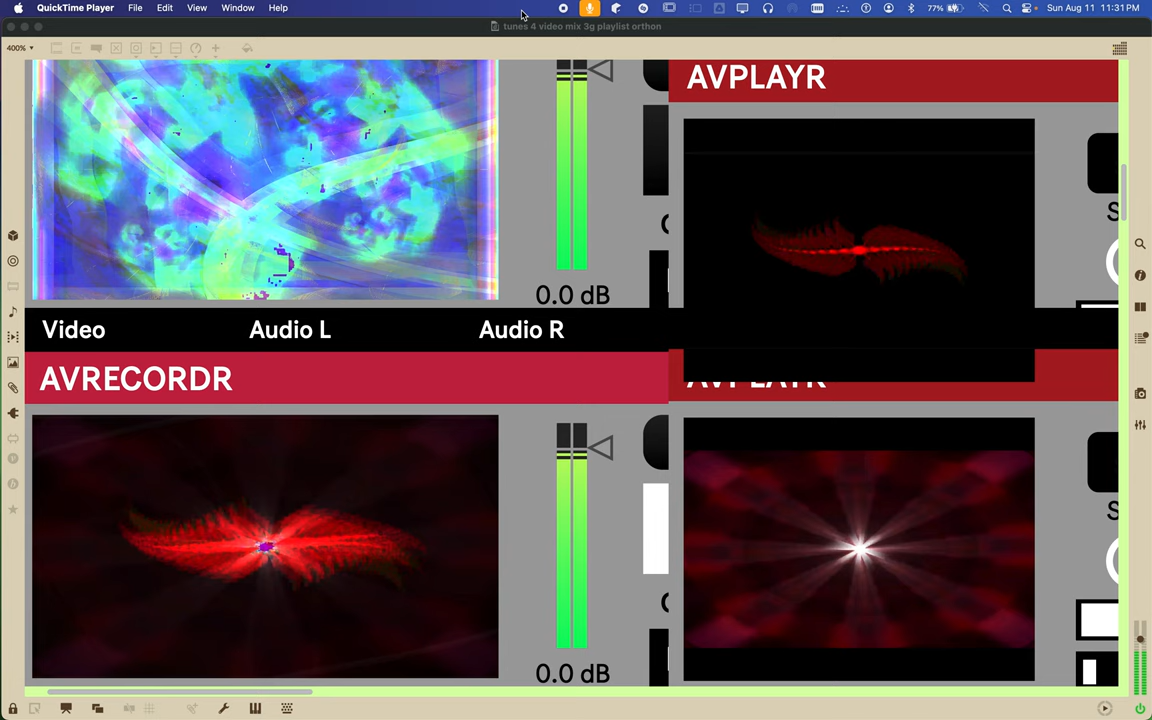 QuickTime Player File Edit View Window Help 77% Sun Aug 11 11:31 PM
tunes 4 video mix 3g playlist orthon
400%
AVPLAYR
S
0.0 dB
Video Audio L Audio R
AVRECORDR
AVPLAYR
S
0.0 dB